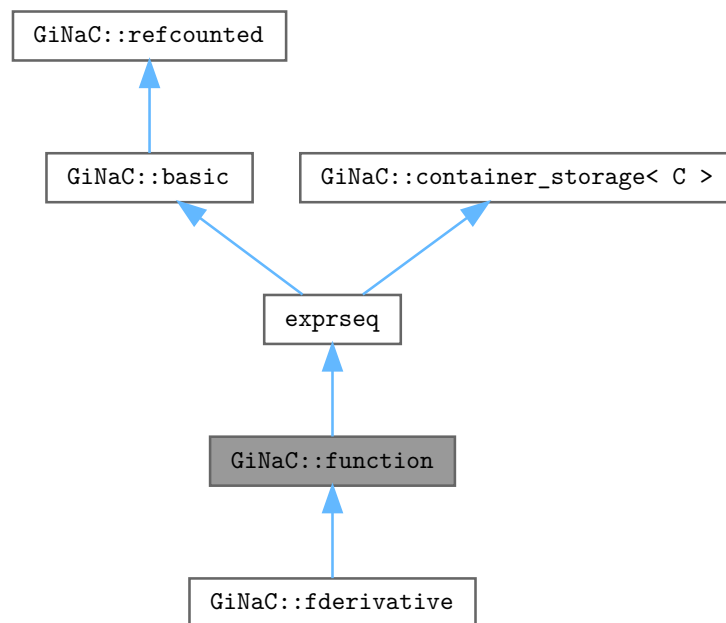 GiNaC::refcounted
GiNaC::basic
GiNaC::container_storage< C >
exprseq
GiNaC::function
GiNaC::fderivative